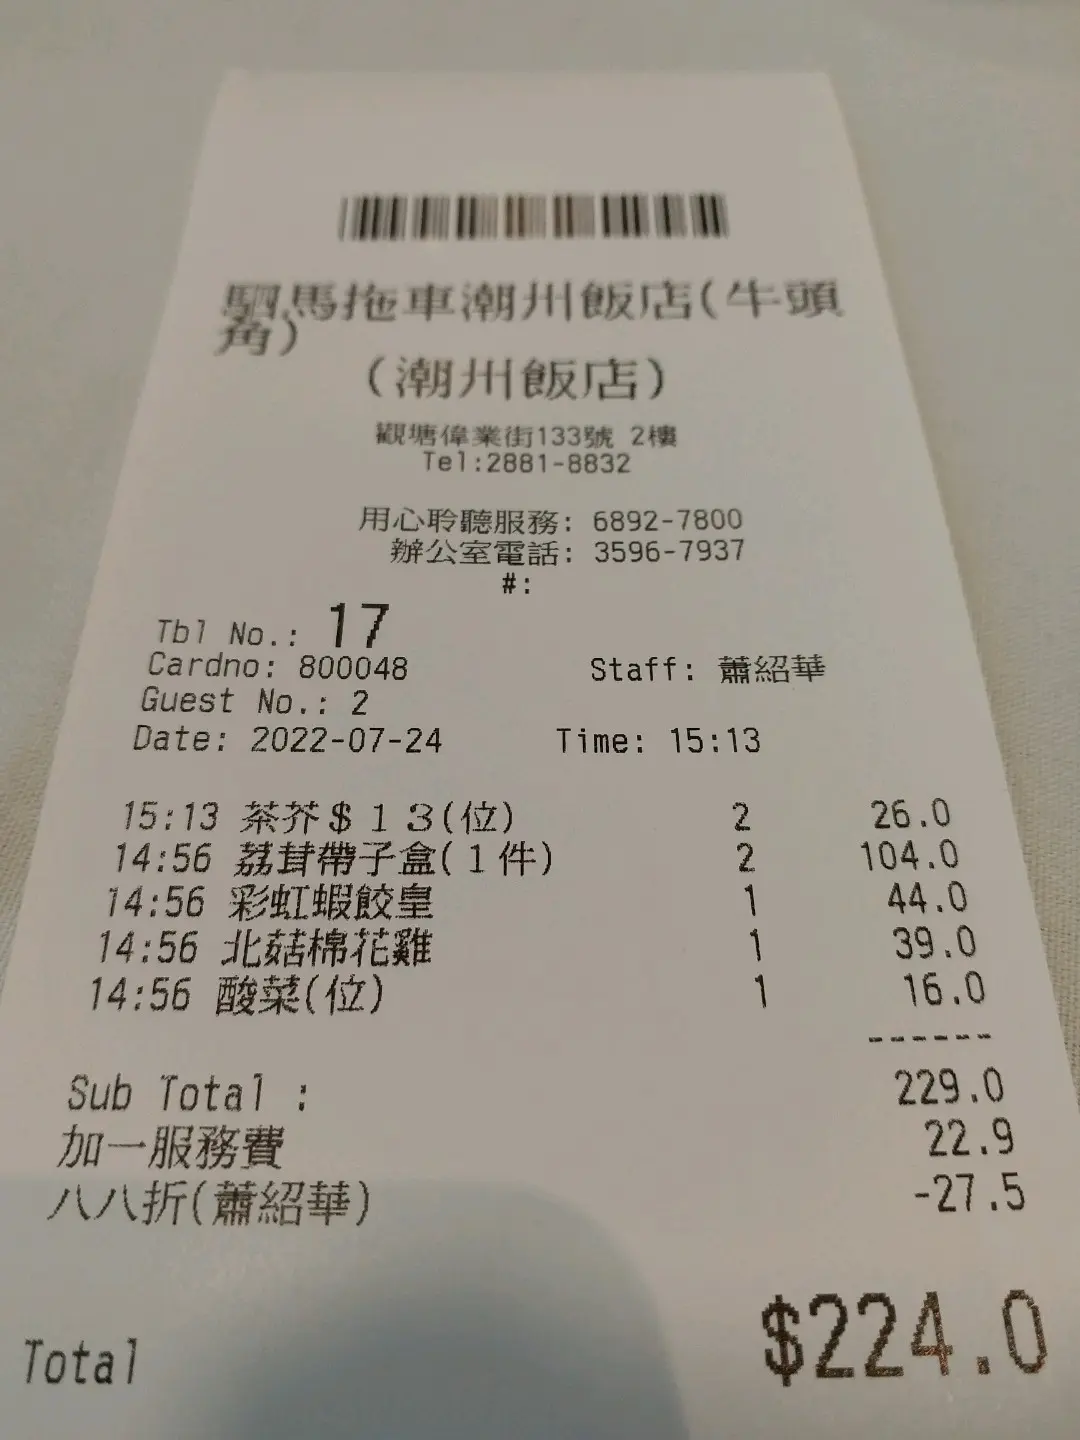 駟馬拖車潮州飯店(牛頭
角)
(潮州飯店)
觀塘偉業街133號 2樓
Tel:2881-8832
用心聆聽服務: 6892-7800
辦公室電話: 3596-7937
#:
Tbl No.: 17
Cardno: 800048 Staff: 蕭紹華
Guest No.: 2
Date: 2022-07-24 Time: 15:13
15:13 茶芥$13(位) 2 26.0
14:56 荔茸帶子盒(1件) 2 104.0
14:56 彩虹蝦餃皇 1 44.0
14:56 北菇棉花雞 1 39.0
14:56 酸菜(位) 1 16.0
------
Sub Total : 229.0
加一服務費 22.9
八八折(蕭紹華) -27.5
Total $224.0